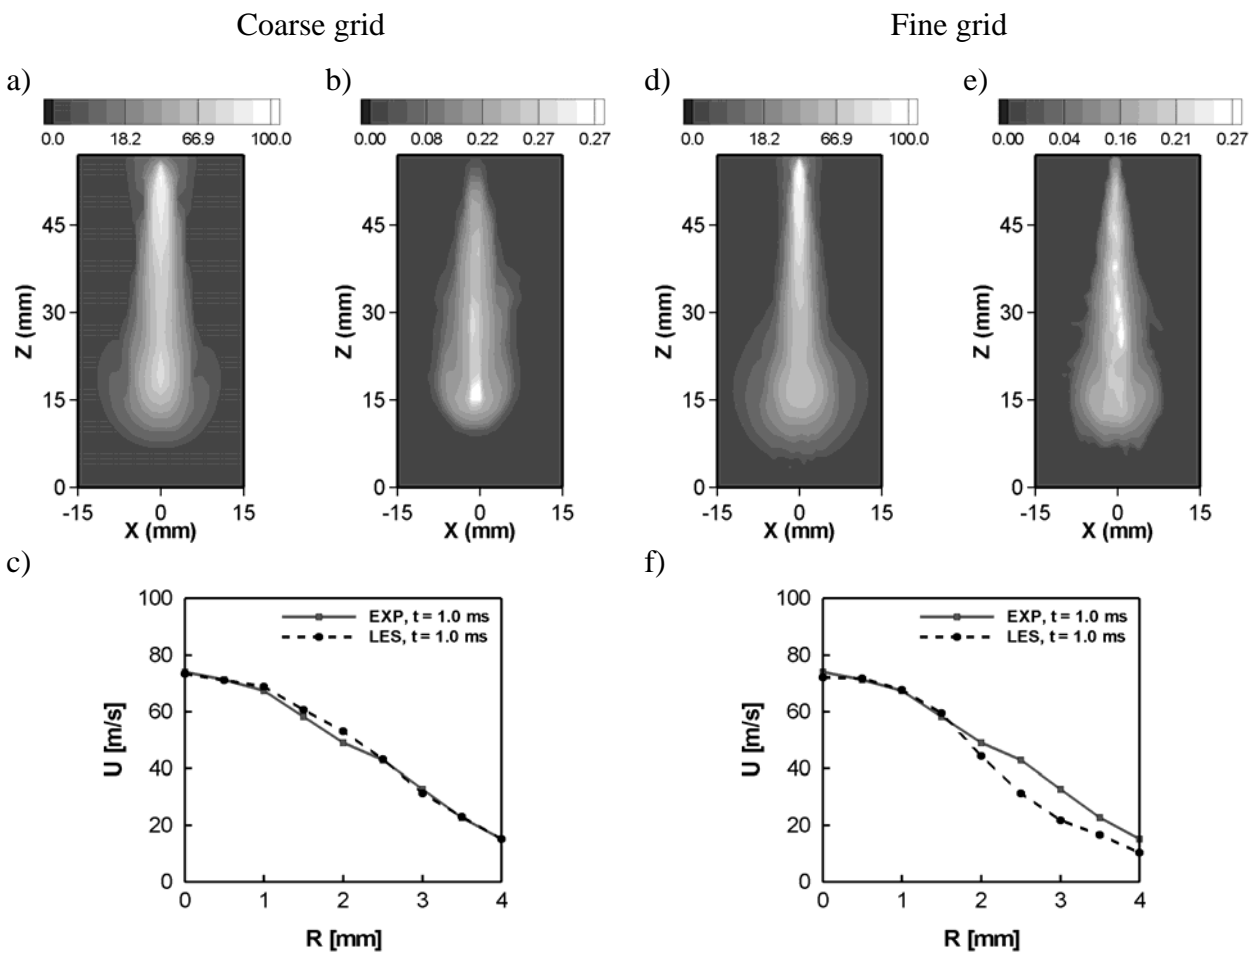 Coarse grid
Fine grid
a)
b)
d)
e)
0.0 18.2 66.9 100.0
0.00 0.08 0.22 0.27 0.27
0.0 18.2 66.9 100.0
0.00 0.04 0.16 0.21 0.27
45
30
15
0
Z (mm)
-15 0 15
X (mm)
45
30
15
0
Z (mm)
-15 0 15
X (mm)
45
30
15
0
Z (mm)
-15 0 15
X (mm)
45
30
15
0
Z (mm)
-15 0 15
X (mm)
c)
100
80
60
40
20
0
U [m/s]
EXP, t = 1.0 ms
LES, t = 1.0 ms
0 1 2 3 4
R [mm]
f)
100
80
60
40
20
0
U [m/s]
EXP, t = 1.0 ms
LES, t = 1.0 ms
0 1 2 3 4
R [mm]